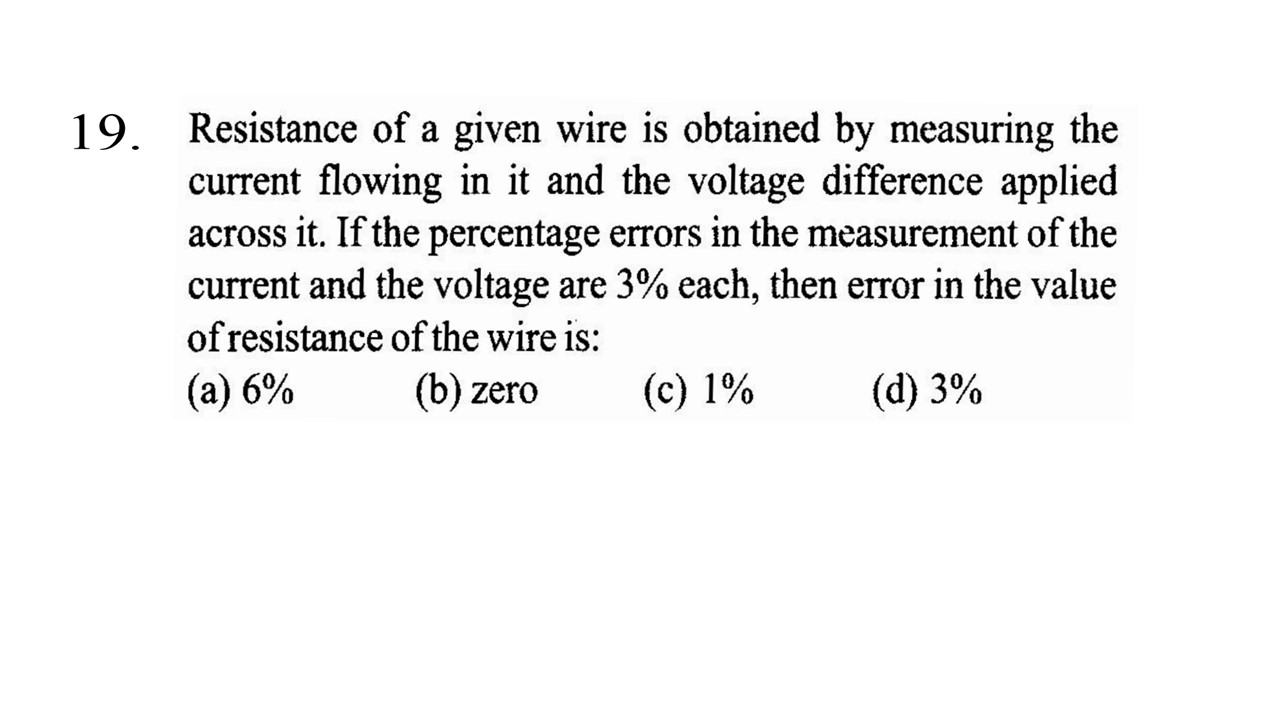 19. Resistance of a given wire is obtained by measuring the
current flowing in it and the voltage difference applied
across it. If the percentage errors in the measurement of the
current and the voltage are 3% each, then error in the value
of resistance of the wire is:
(a) 6% (b) zero (c) 1% (d) 3%